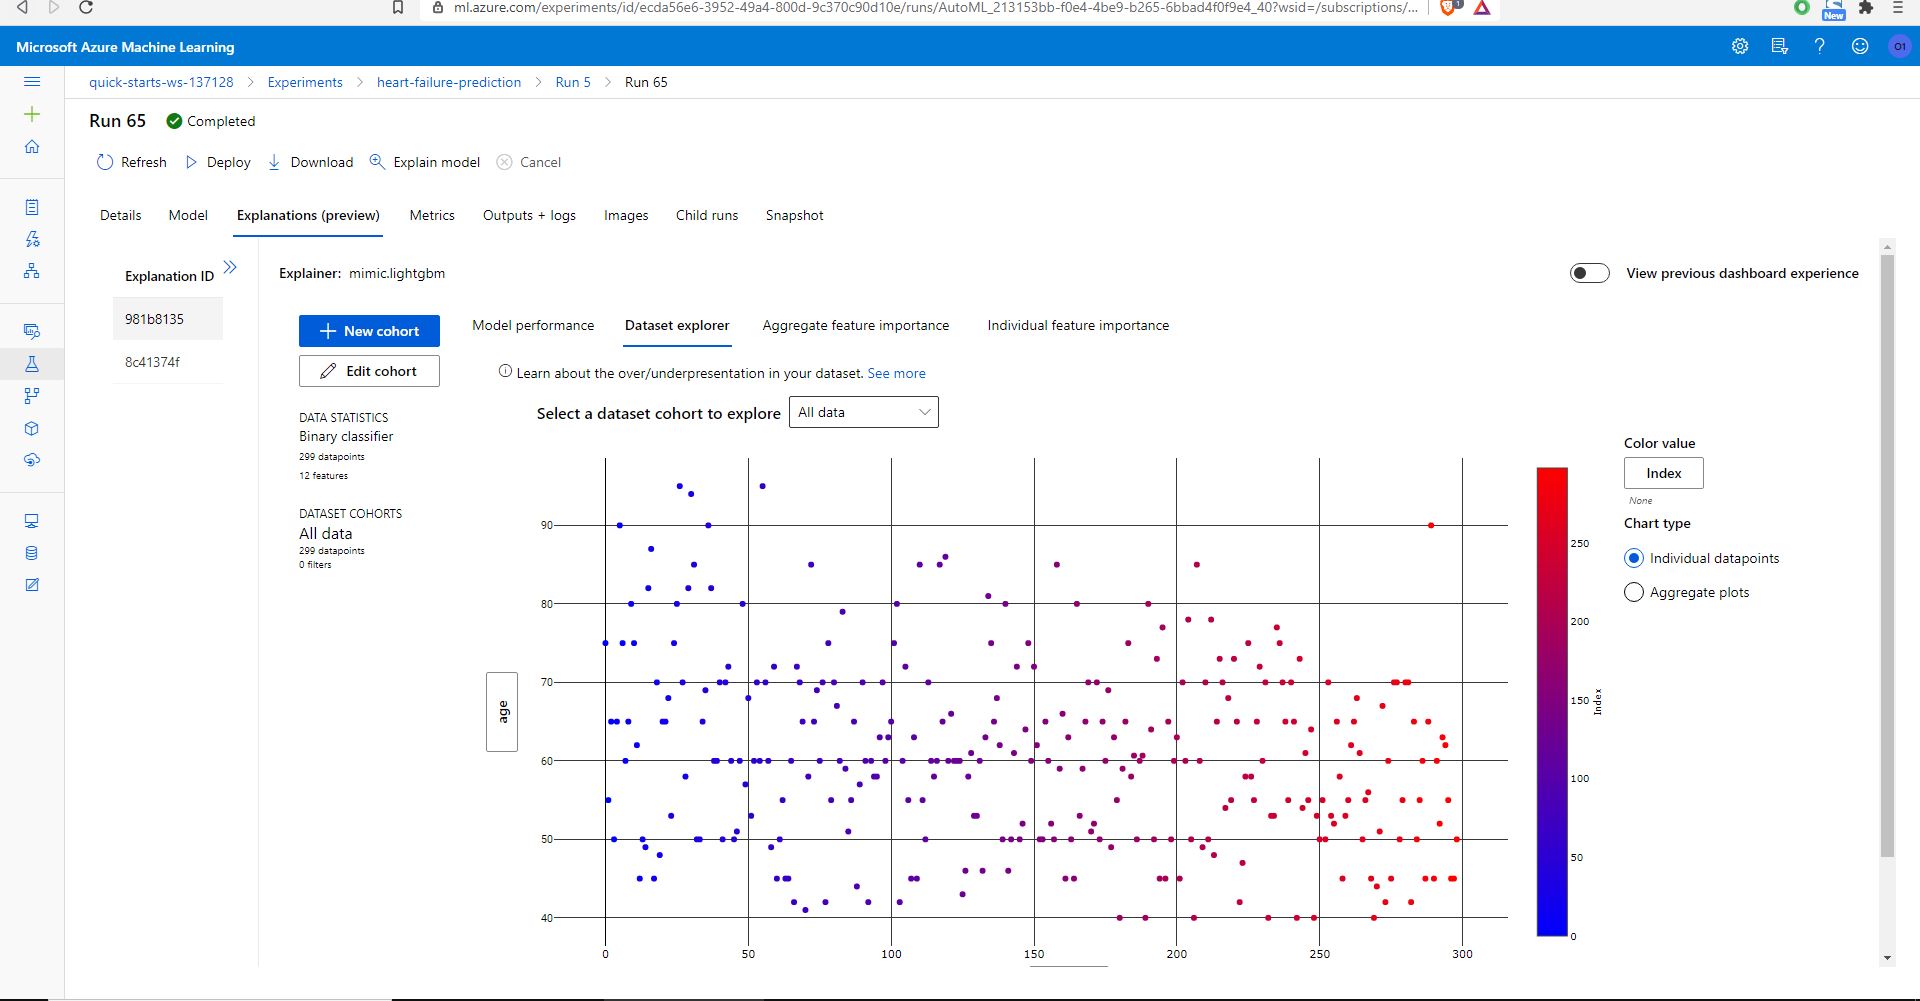 ml.azure.com/experiments/id/ecda56e6-3952-49a4-800d-9c370c90d10e/runs/AutoML_213153bb-f0e4-4be9-b265-6bbad4f0f9e4_40?wsid=/subscriptions/...
1
New
Microsoft Azure Machine Learning
O1
quick-starts-ws-137128 > Experiments > heart-failure-prediction > Run 5 > Run 65
Run 65 Completed
Refresh Deploy Download Explain model Cancel
Details Model Explanations (preview) Metrics Outputs + logs Images Child runs Snapshot
Explanation ID
981b8135
8c41374f
Explainer: mimic.lightgbm
View previous dashboard experience
New cohort
Edit cohort
DATA STATISTICS
Binary classifier
299 datapoints
12 features
DATASET COHORTS
All data
299 datapoints
0 filters
Model performance Dataset explorer Aggregate feature importance Individual feature importance
Learn about the over/underpresentation in your dataset. See more
Select a dataset cohort to explore All data
age
90
80
70
60
50
40
0 50 100 150 200 250 300
250
200
150
100
50
0
Index
Color value
Index
None
Chart type
Individual datapoints
Aggregate plots